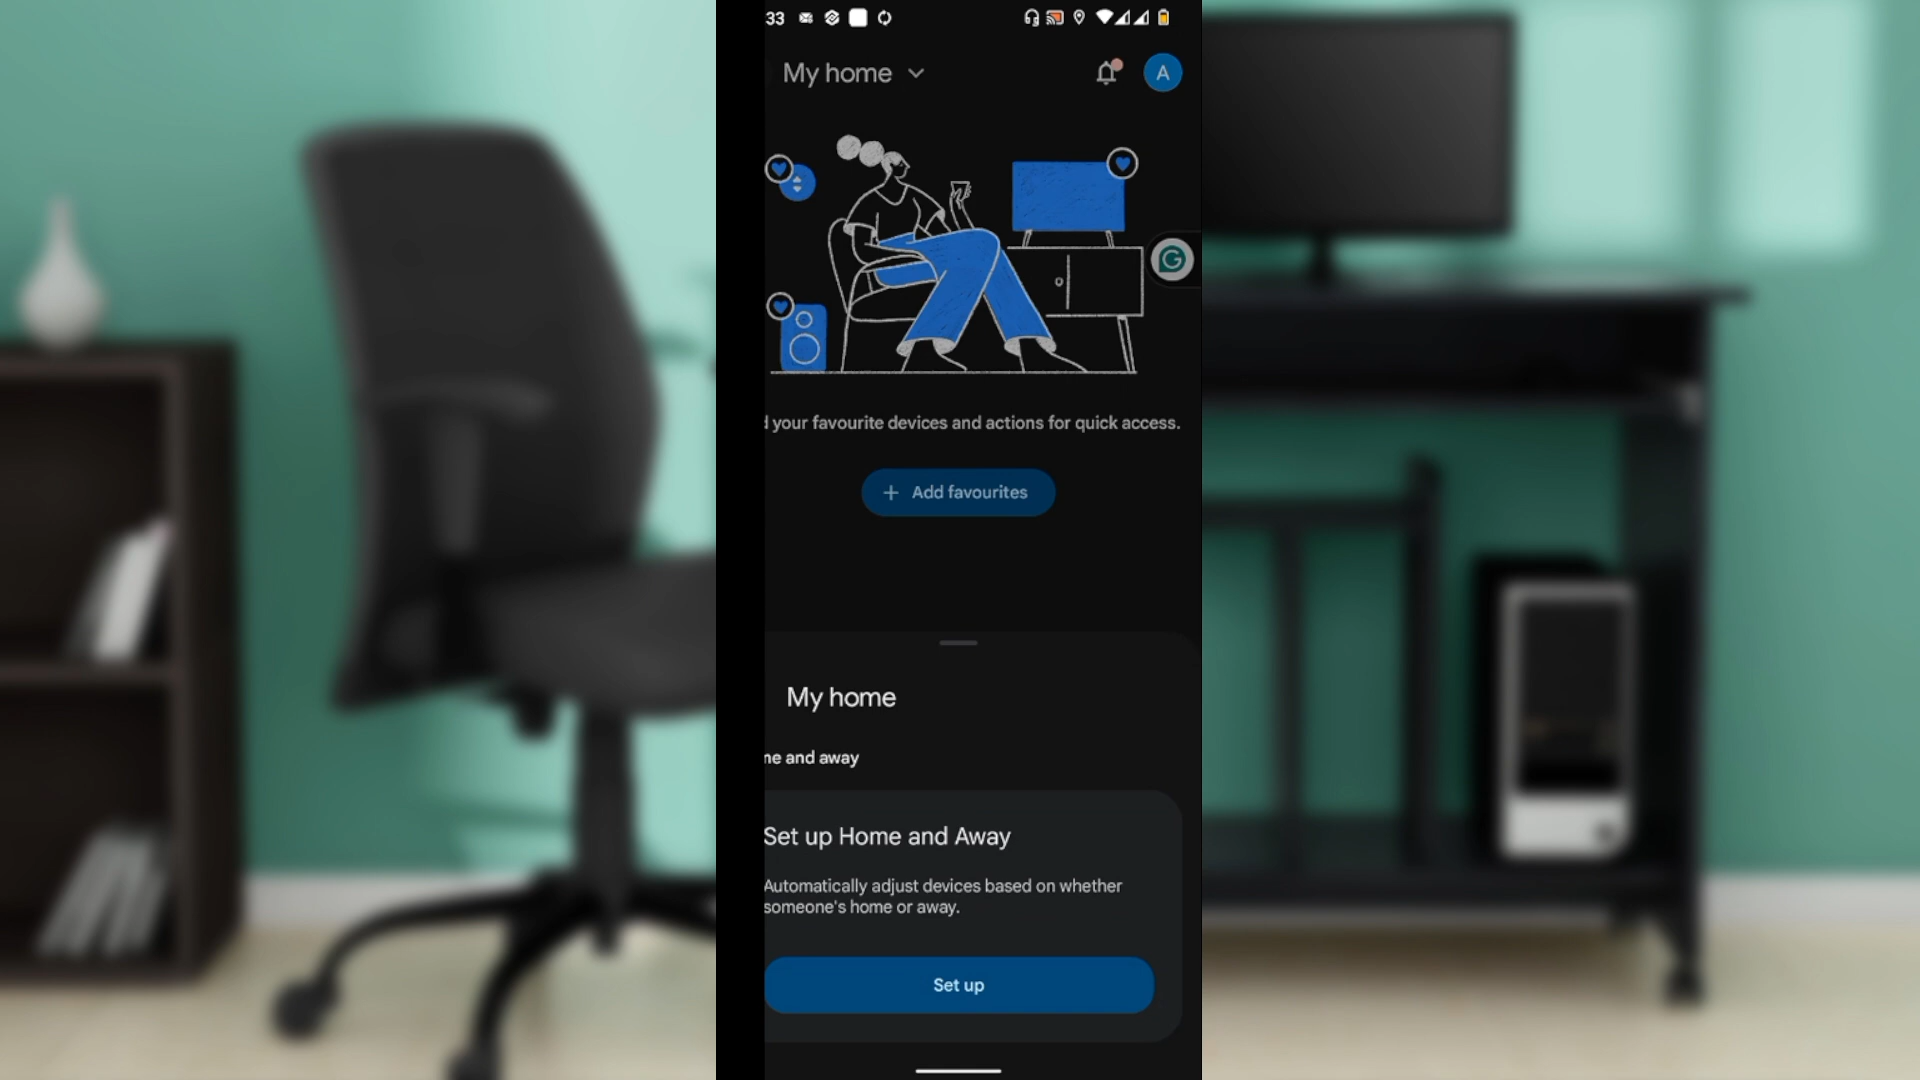 33
My home
A
your favourite devices and actions for quick access.
+ Add favourites
My home
and away
Set up Home and Away
Automatically adjust devices based on whether
someone's home or away.
Set up